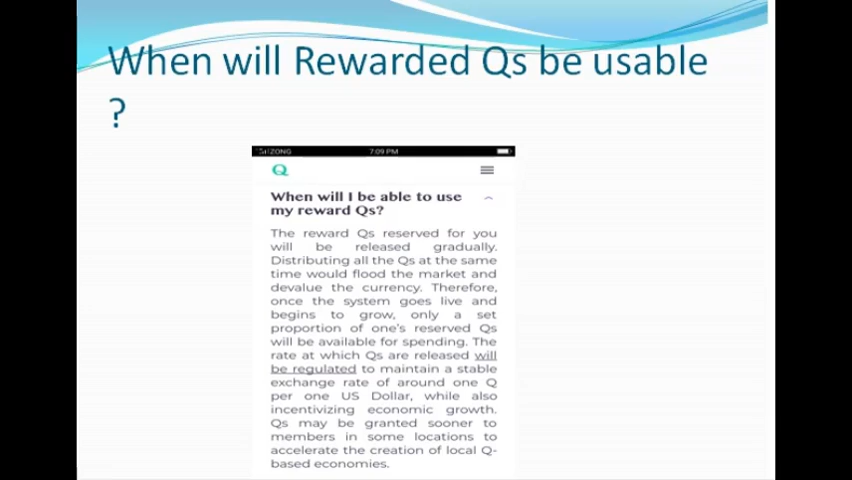 When will Rewarded Qs be usable
?
ZONG 7:09 PM
Q
When will I be able to use
my reward Qs?
The reward Qs reserved for you
will be released gradually.
Distributing all the Qs at the same
time would flood the market and
devalue the currency. Therefore,
once the system goes live and
begins to grow, only a set
proportion of one's reserved Qs
will be available for spending. The
rate at which Qs are released will
be regulated to maintain a stable
exchange rate of around one Q
per one US Dollar, while also
incentivizing economic growth.
Qs may be granted sooner to
members in some locations to
accelerate the creation of local Q-
based economies.